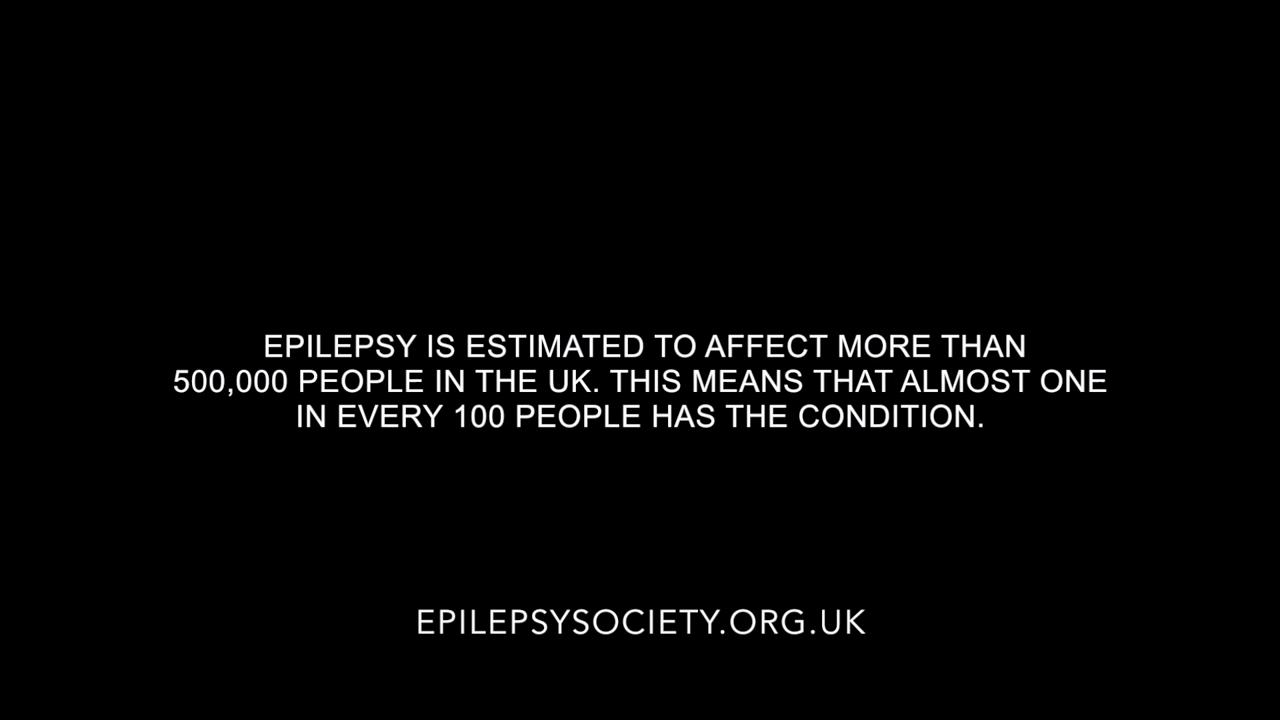 EPILEPSY IS ESTIMATED TO AFFECT MORE THAN
500,000 PEOPLE IN THE UK. THIS MEANS THAT ALMOST ONE
IN EVERY 100 PEOPLE HAS THE CONDITION.
EPILEPSYSOCIETY.ORG.UK